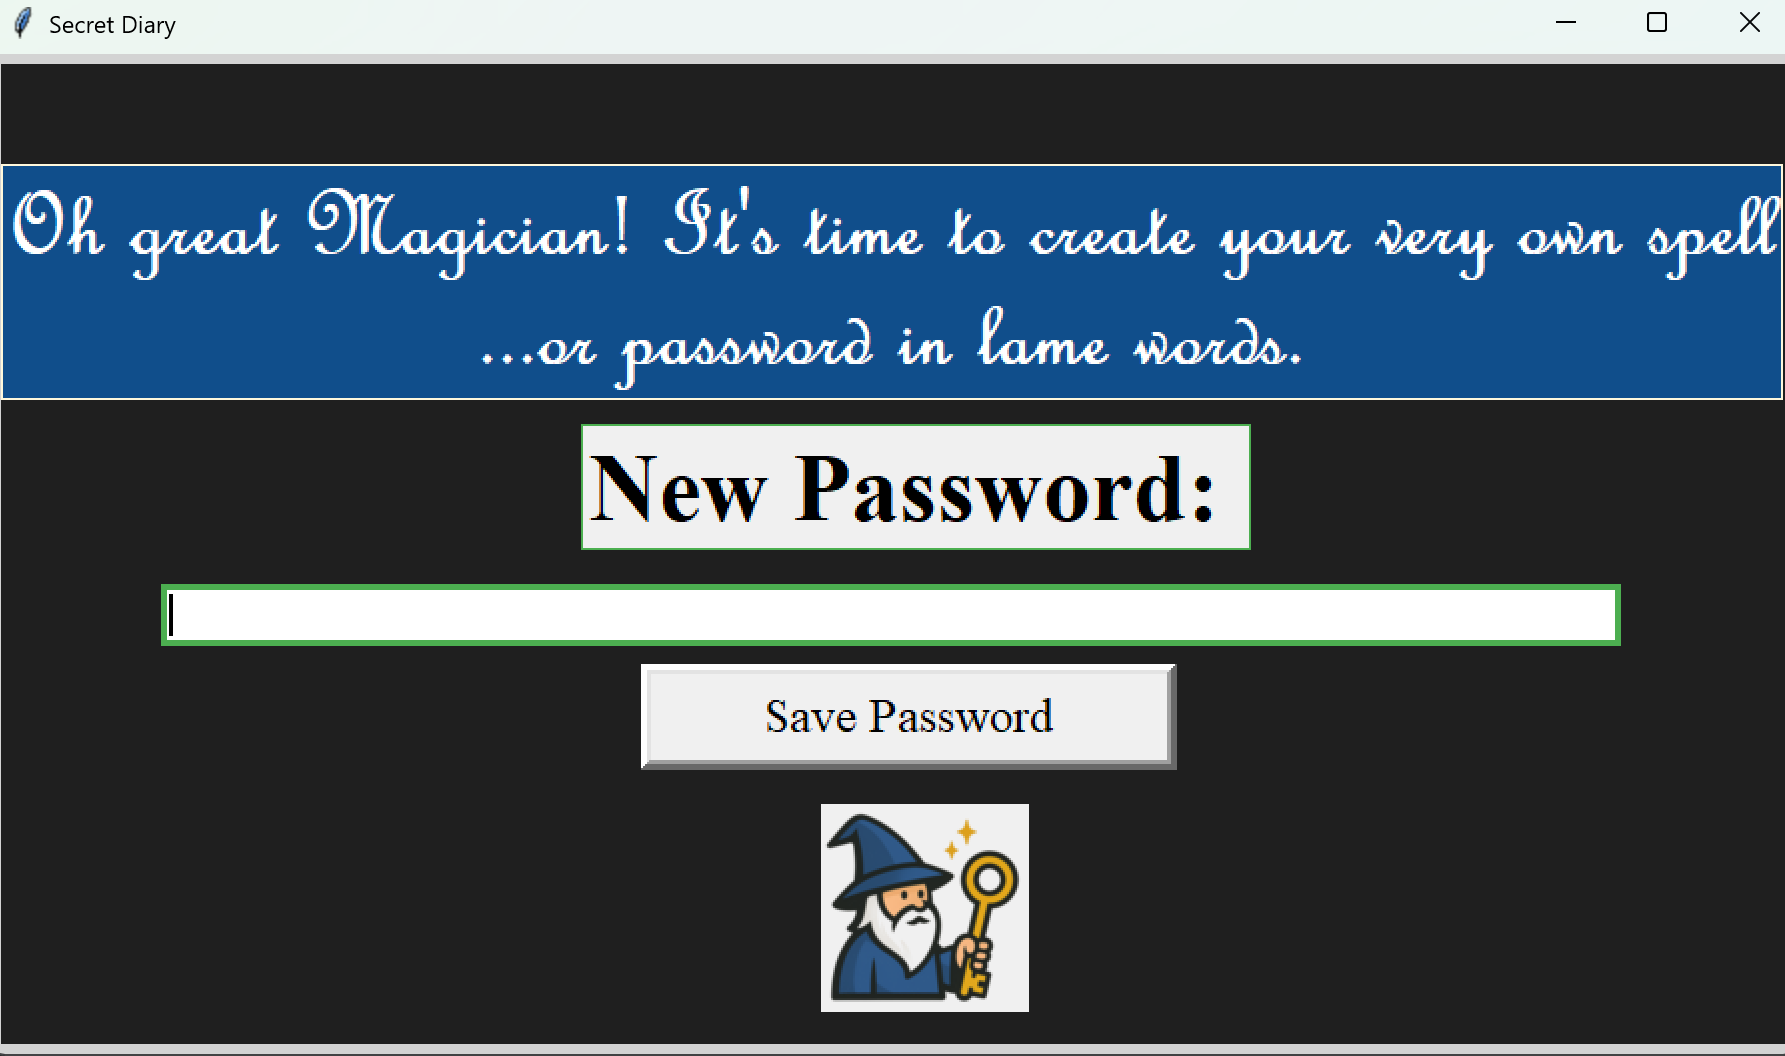 Secret Diary
Oh great Magician! It's time to create your very own spell
...or password in lame words.
New Password:
Save Password